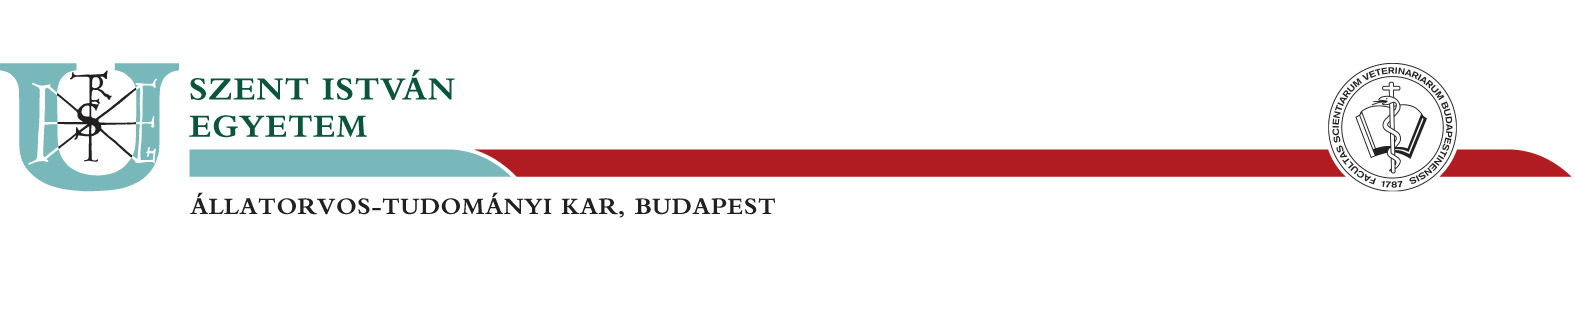 SZENT ISTVÁN
EGYETEM
ÁLLATORVOS-TUDOMÁNYI KAR, BUDAPEST
FACULTAS SCIENTIARUM VETERINARIARUM BUDAPESTINENSIS
1787